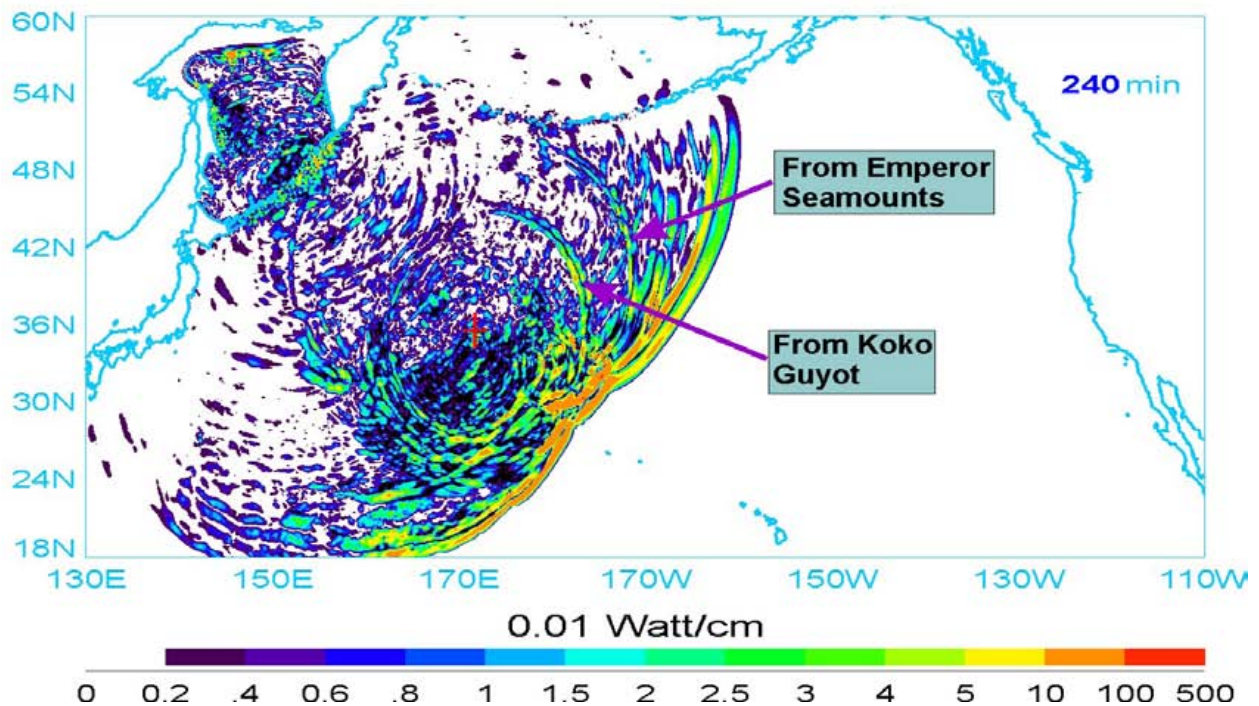 60N
54N
240 min
From Emperor
Seamounts
48N
42N
36N
From Koko
Guyot
30N
24N
18N
130E 150E 170E 170W 150W 130W 110W
0.01 Watt/cm
0 0.2 .4 0.6 .8 1 1.5 2 2.5 3 4 5 10 100 500